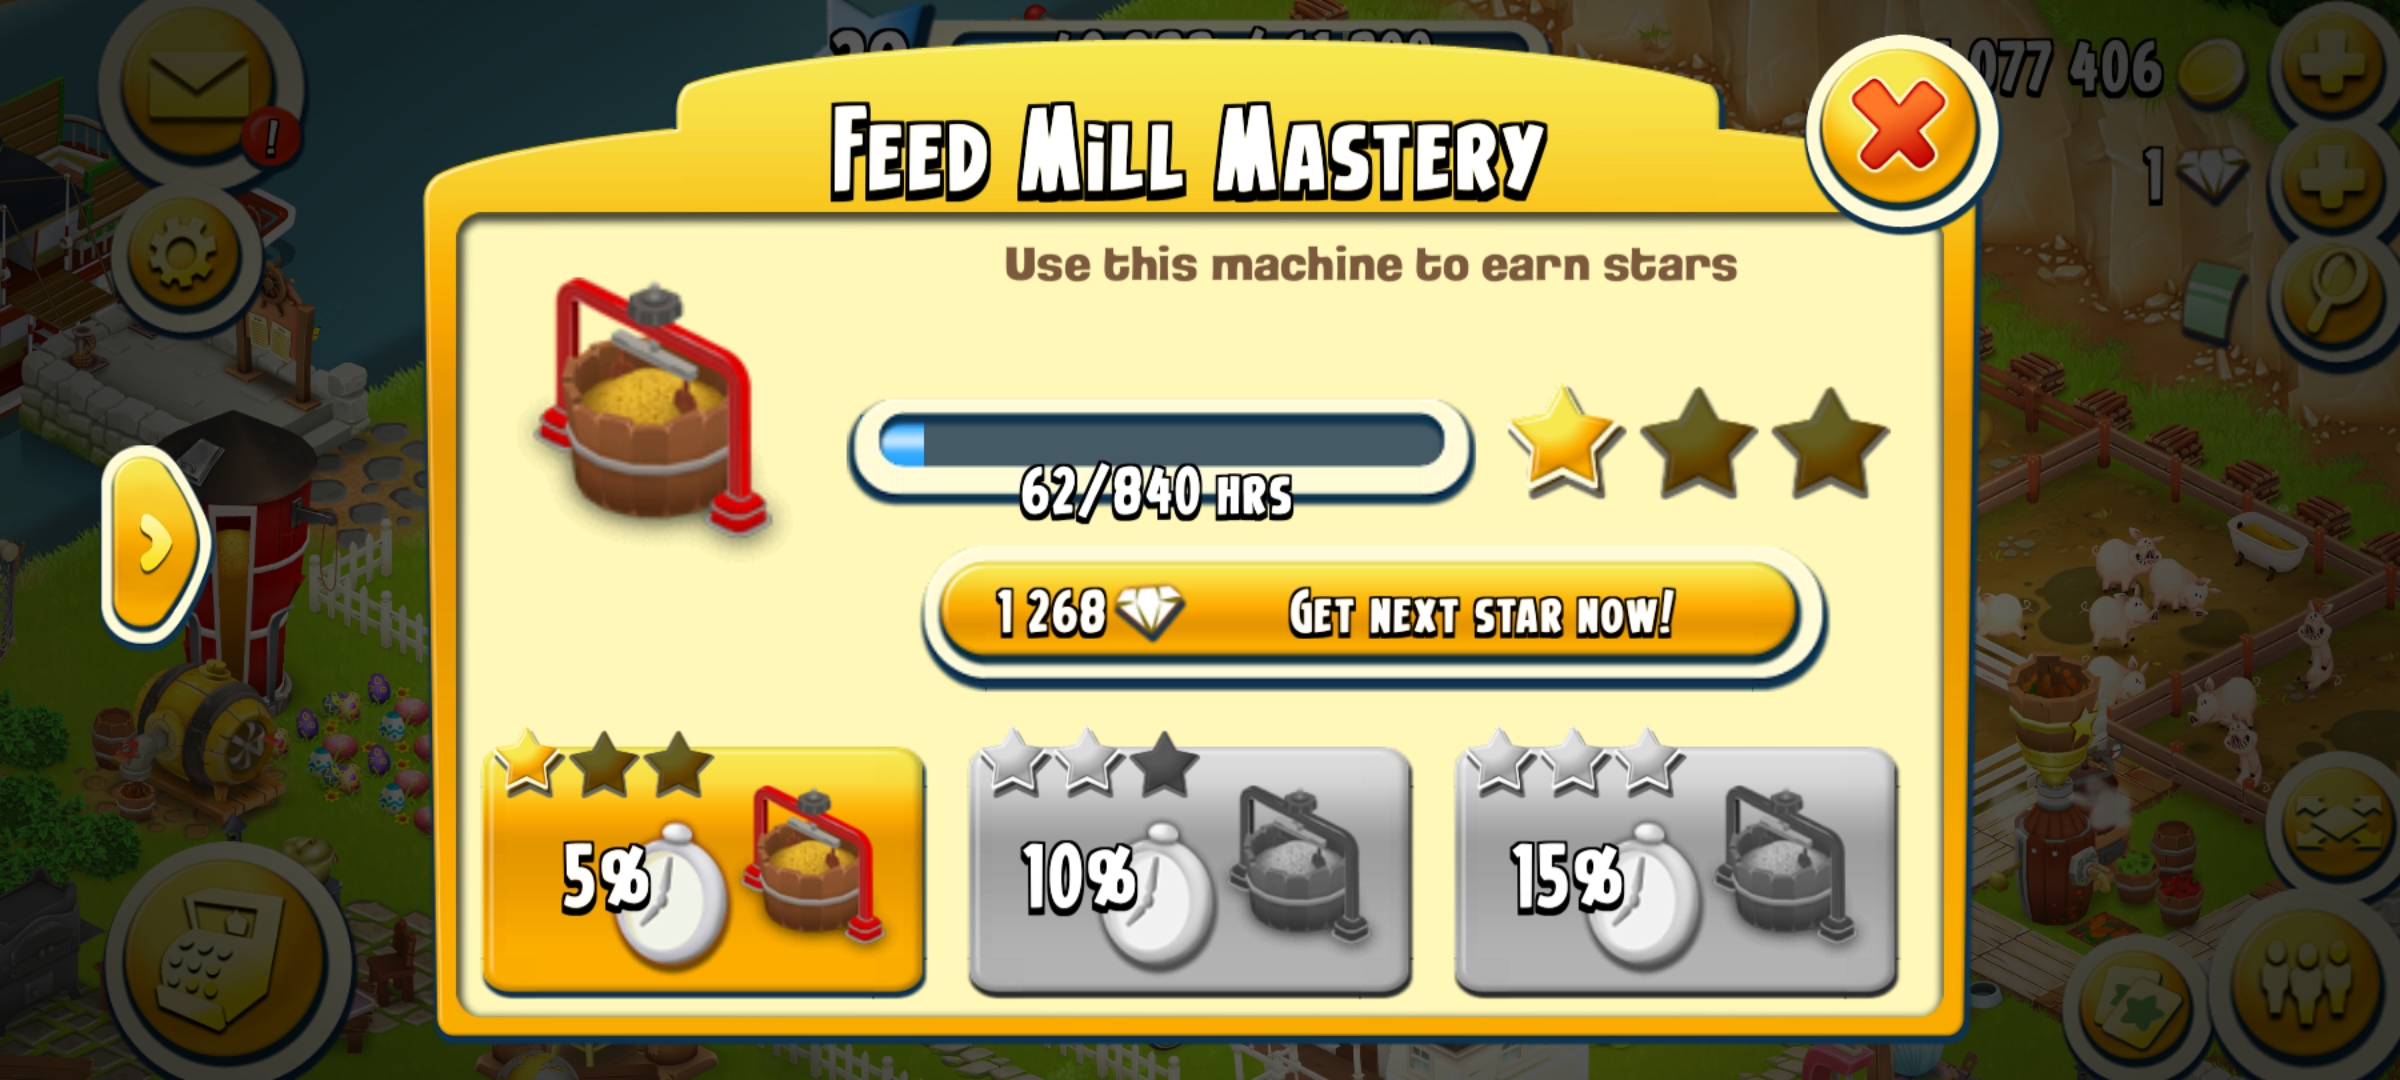 077 406
FEED MiLL MASTERY
1
Use this machine to earn stars
62/840 HRS
1 268 GET NEXT STAR NOW!
5%
10%
15%
!